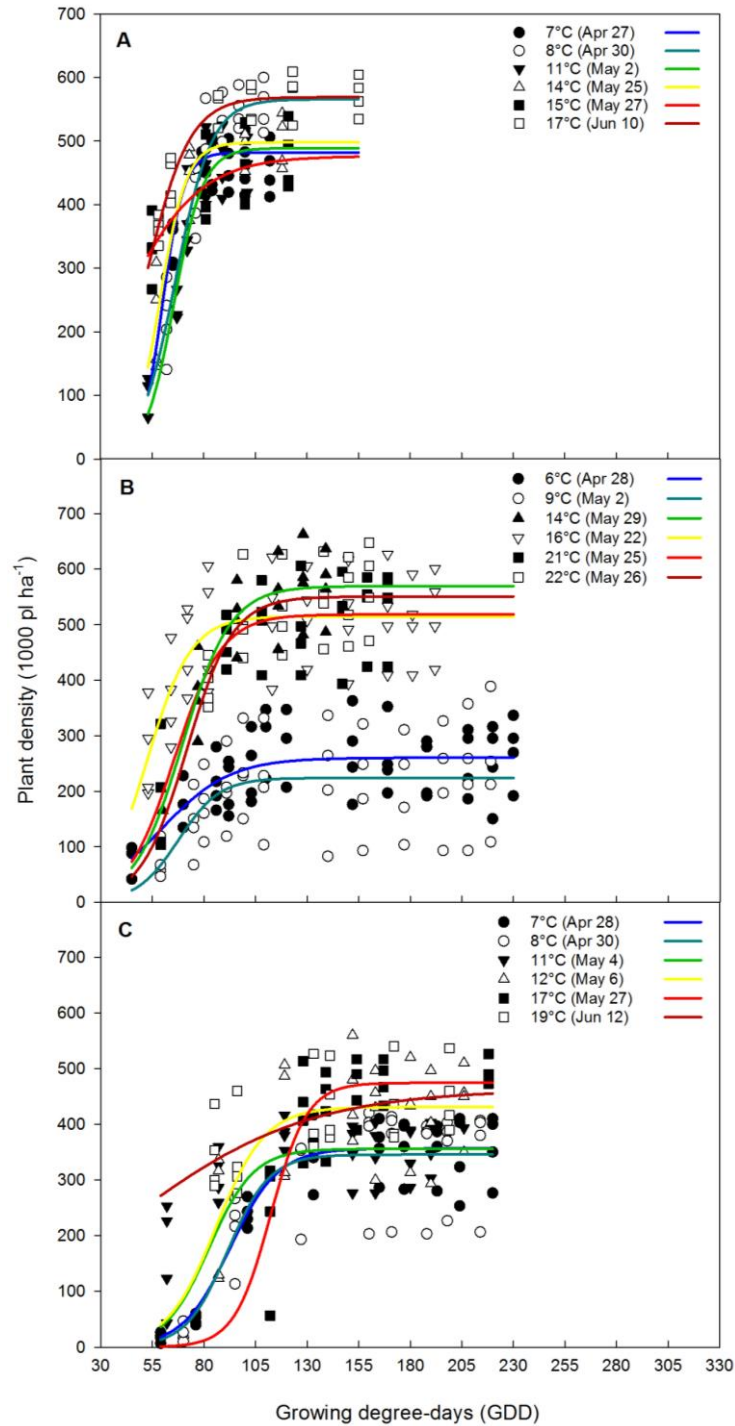 700
A
7°C (Apr 27)
8°C (Apr 30)
11°C (May 2)
14°C (May 25)
15°C (May 27)
17°C (Jun 10)
600
500
400
300
200
100
0
B
6°C (Apr 28)
9°C (May 2)
14°C (May 29)
16°C (May 22)
21°C (May 25)
22°C (May 26)
700
600
500
400
300
200
100
0
Plant density (1000 pl ha⁻¹)
C
7°C (Apr 28)
8°C (Apr 30)
11°C (May 4)
12°C (May 6)
17°C (May 27)
19°C (Jun 12)
700
600
500
400
300
200
100
0
30 55 80 105 130 155 180 205 230 255 280 305 330
Growing degree-days (GDD)